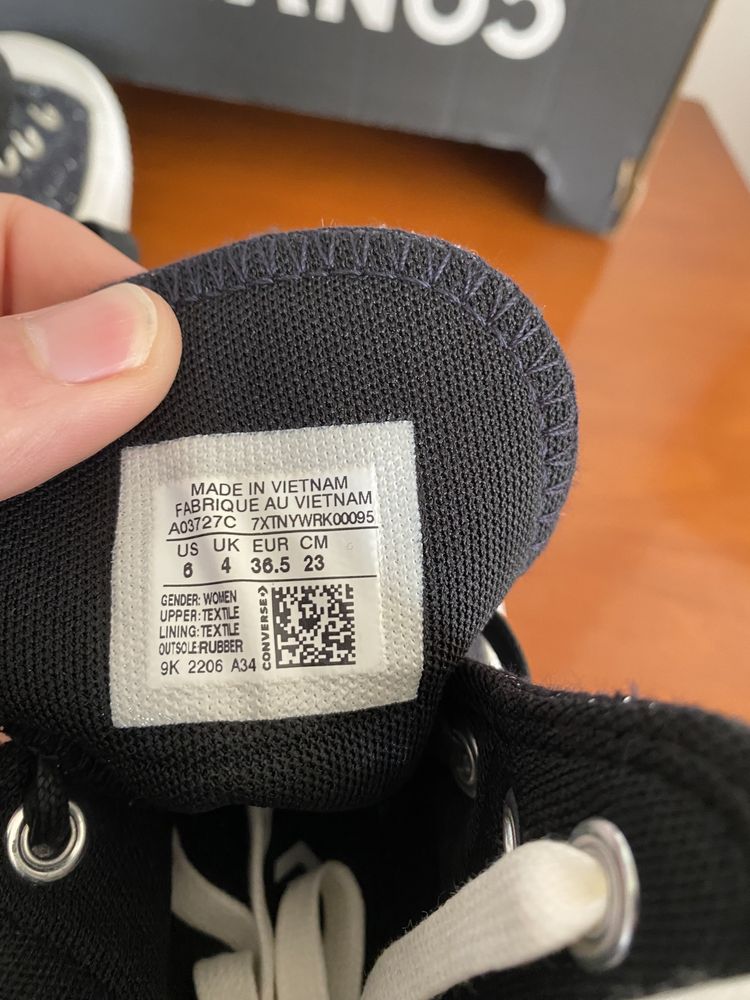 MADE IN VIETNAM
FABRIQUE AU VIETNAM
A03727C 7XTNYWRK00095
US UK EUR CM
6 4 36.5 23
GENDER: WOMEN
UPPER: TEXTILE
LINING: TEXTILE
OUTSOLE: RUBBER
9K 2206 A34
CONVERSE